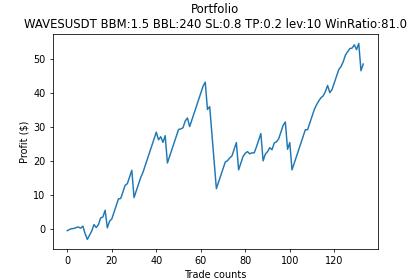 Portfolio
WAVESUSDT BBM:1.5 BBL:240 SL:0.8 TP:0.2 lev:10 WinRatio:81.0
50
40
30
20
10
0
Profit ($)
0 20 40 60 80 100 120
Trade counts